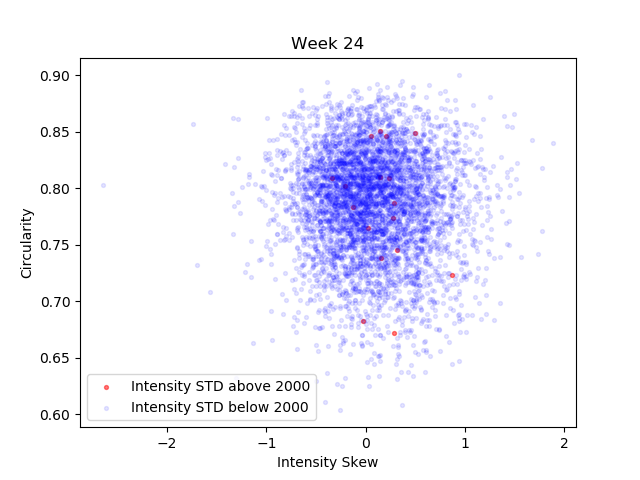 Week 24
0.90
0.85
0.80
0.75
0.70
0.65
0.60
Circularity
Intensity STD above 2000
Intensity STD below 2000
−2
−1
0
1
2
Intensity Skew